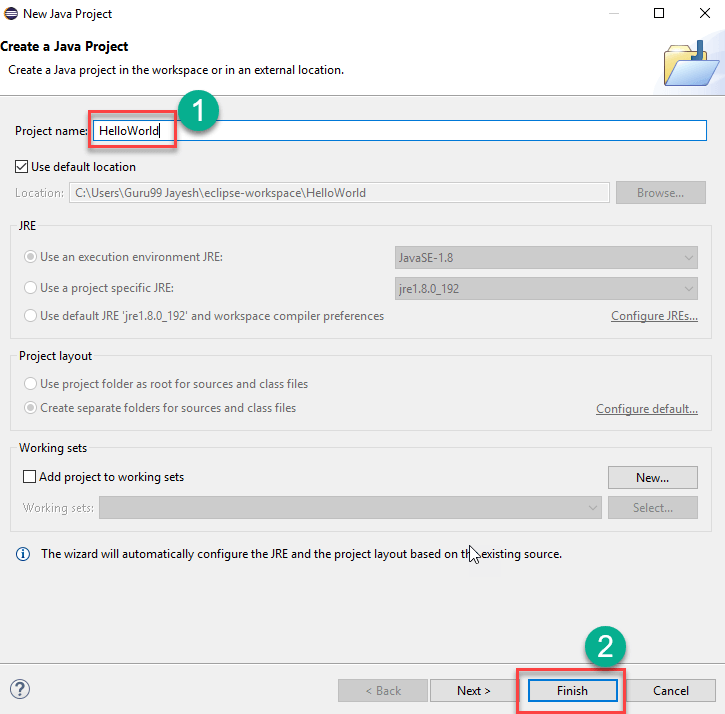 New Java Project
Create a Java Project
Create a Java project in the workspace or in an external location.
1
Project name: HelloWorld
Use default location
Location: C:\Users\Guru99 Jayesh\eclipse-workspace\HelloWorld Browse...
JRE
Use an execution environment JRE: JavaSE-1.8
Use a project specific JRE: jre1.8.0_192
Use default JRE 'jre1.8.0_192' and workspace compiler preferences Configure JREs...
Project layout
Use project folder as root for sources and class files
Create separate folders for sources and class files Configure default...
Working sets
Add project to working sets New...
Working sets: Select...
The wizard will automatically configure the JRE and the project layout based on the existing source.
2
? < Back Next > Finish Cancel